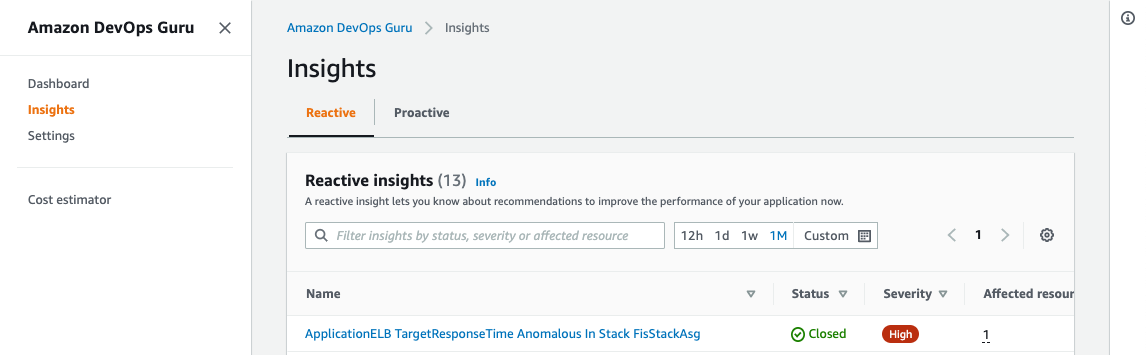 Amazon DevOps Guru
Dashboard
Insights
Settings
Cost estimator
Amazon DevOps Guru Insights
Insights
Reactive Proactive
Reactive insights (13) Info
A reactive insight lets you know about recommendations to improve the performance of your application now.
Filter insights by status, severity or affected resource 12h 1d 1w 1M Custom 1
Name Status Severity Affected resour
ApplicationELB TargetResponseTime Anomalous In Stack FisStackAsg Closed High 1